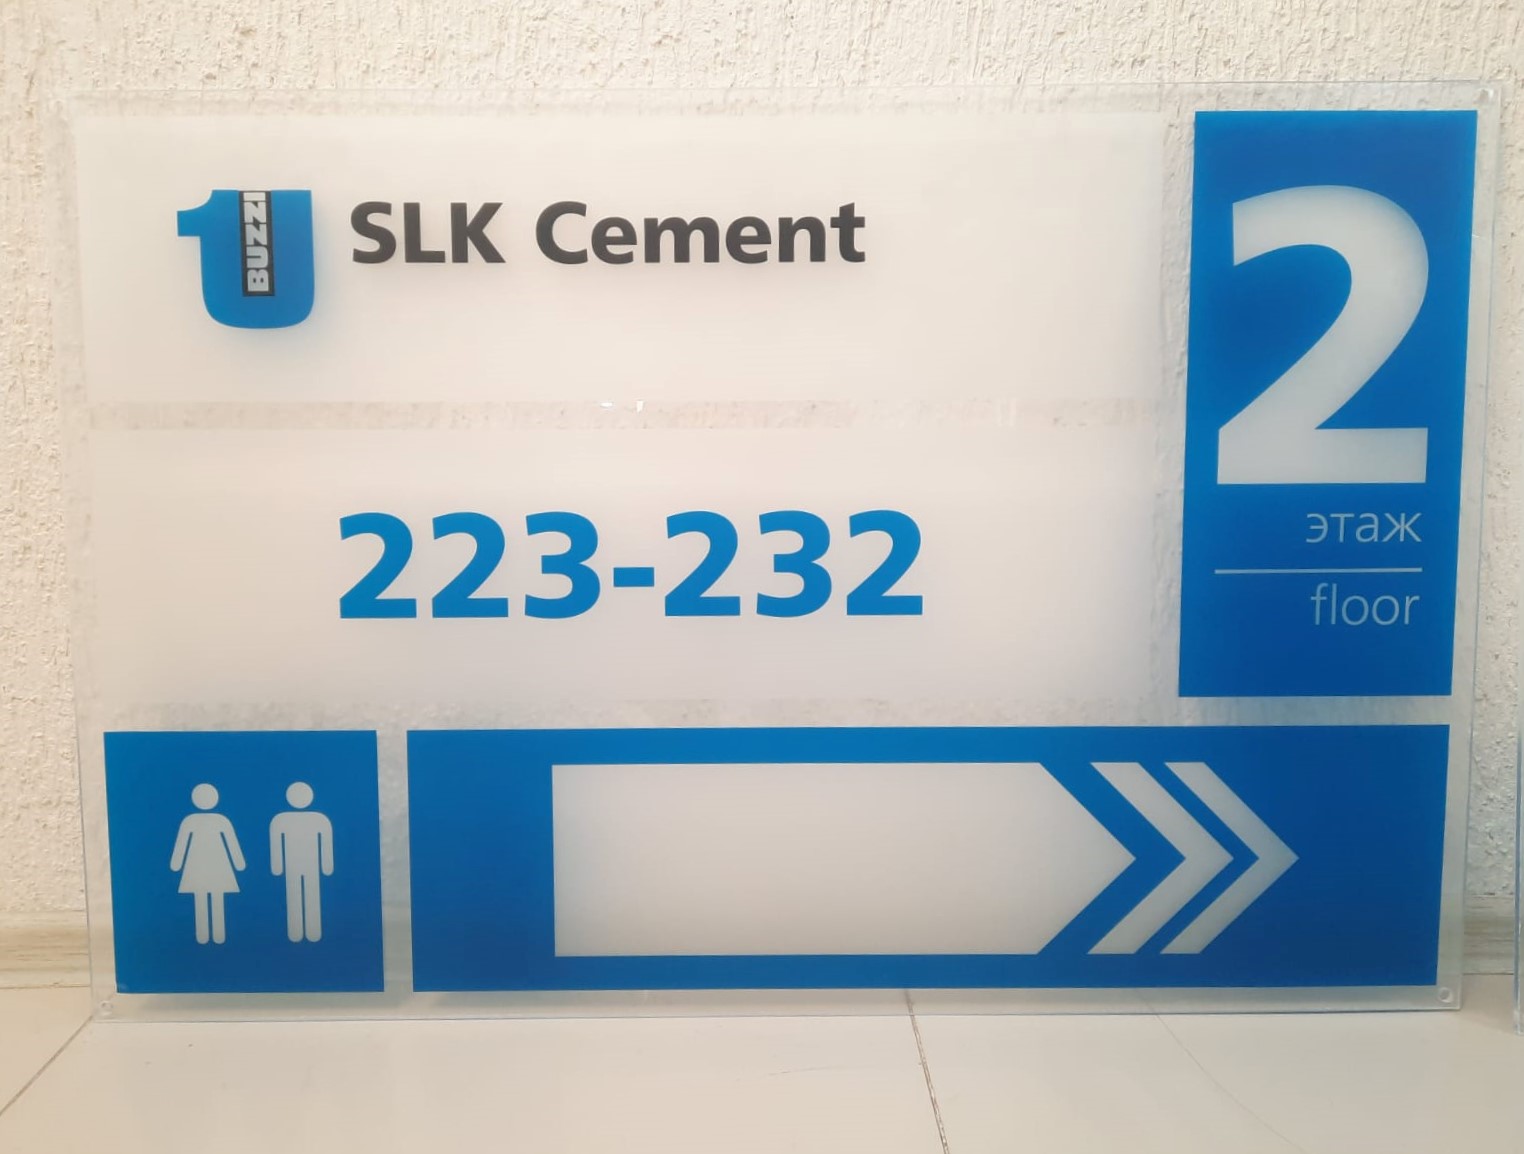 BUZZI
SLK Cement
223-232
2
этаж
floor